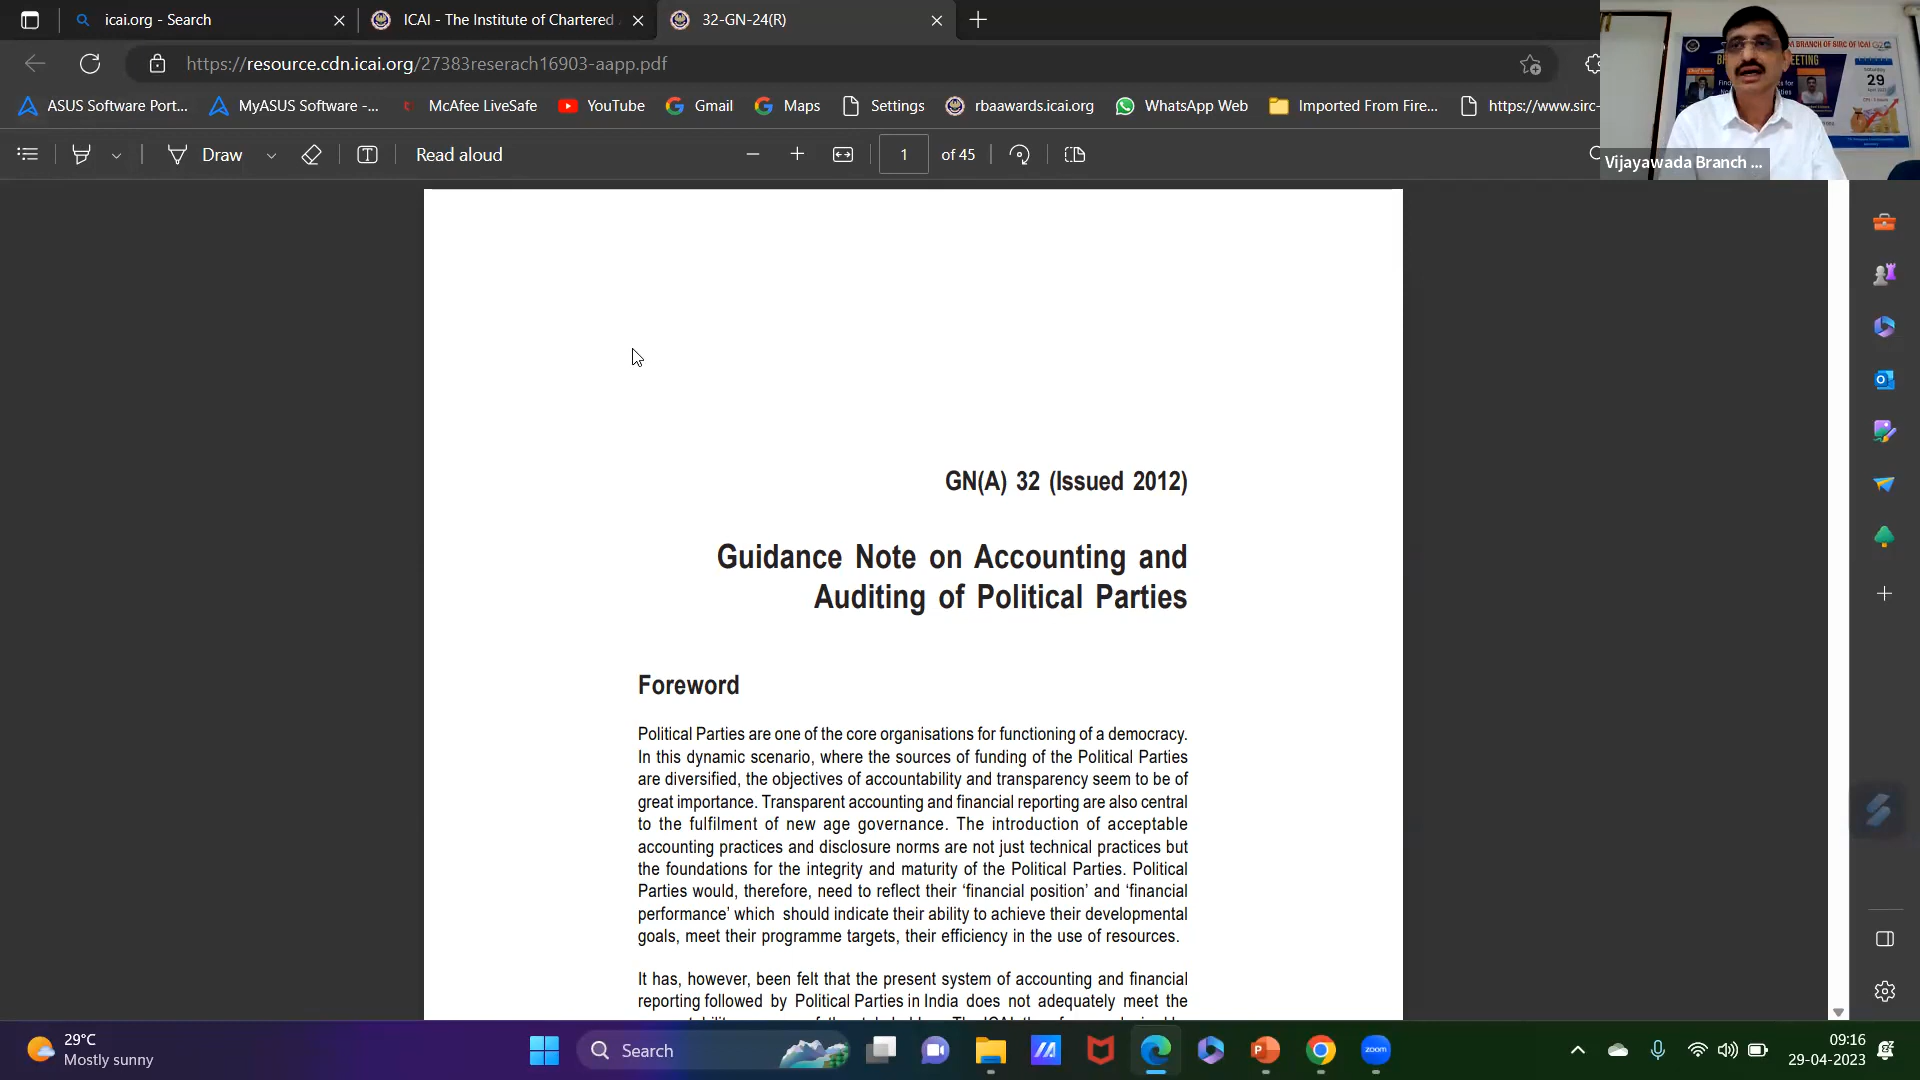 icai.org - Search
ICAI - The Institute of Chartered
32-GN-24(R)
https://resource.cdn.icai.org/27383reserach16903-aapp.pdf
ASUS Software Port...
MyASUS Software -...
McAfee LiveSafe
YouTube
Gmail
Maps
Settings
rbaawards.icai.org
WhatsApp Web
Imported From Fire...
https://www.sirc-
Draw
Read aloud
1
of 45
BRANCH OF SIRC OF ICAI
EETING
29
Vijayawada Branch ...
GN(A) 32 (Issued 2012)
Guidance Note on Accounting and
Auditing of Political Parties
Foreword
Political Parties are one of the core organisations for functioning of a democracy.
In this dynamic scenario, where the sources of funding of the Political Parties
are diversified, the objectives of accountability and transparency seem to be of
great importance. Transparent accounting and financial reporting are also central
to the fulfilment of new age governance. The introduction of acceptable
accounting practices and disclosure norms are not just technical practices but
the foundations for the integrity and maturity of the Political Parties. Political
Parties would, therefore, need to reflect their ‘financial position’ and ‘financial
performance’ which should indicate their ability to achieve their developmental
goals, meet their programme targets, their efficiency in the use of resources.
It has, however, been felt that the present system of accounting and financial
reporting followed by Political Parties in India does not adequately meet the
29°C
Mostly sunny
Search
zoom
09:16
29-04-2023